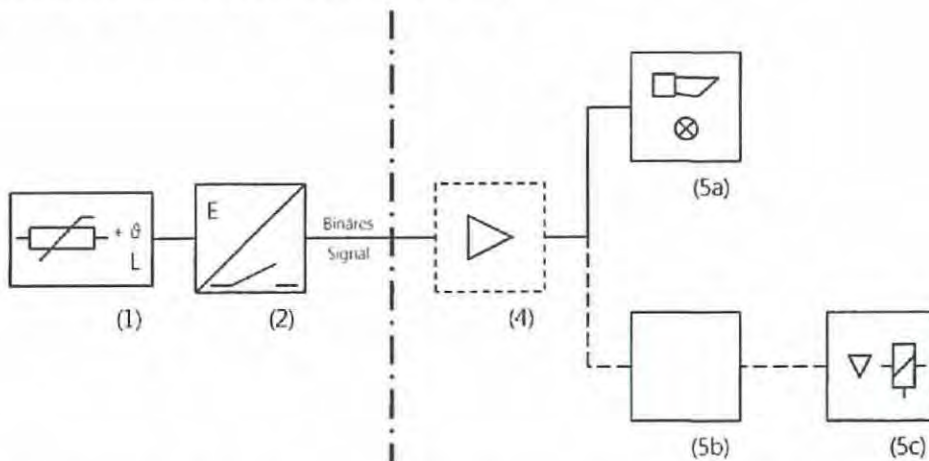 (5a)
+ ϑ
L
E
Binäres
Signal
(1)
(2)
(4)
(5b)
(5c)